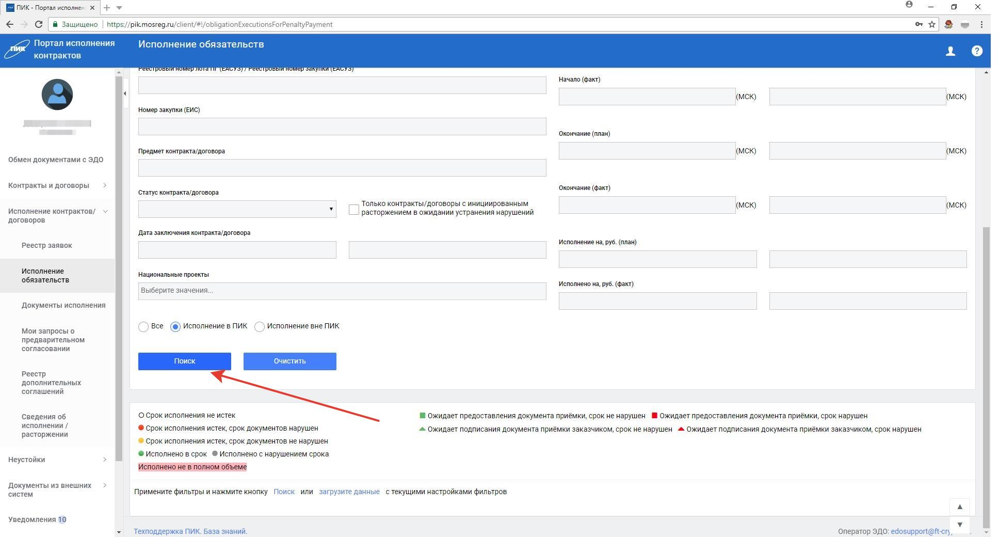 ПИК - Портал исполнен
Защищено https://pik.mosreg.ru/client/#!/obligationExecutionsForPenaltyPayment
ПИК
Портал исполнения
контрактов
Исполнение обязательств
?
Обмен документами с ЭДО
Контракты и договоры
Исполнение контрактов/
договоров
Реестр заявок
Исполнение
обязательств
Документы исполнения
Мои запросы о
предварительном
согласовании
Реестр
дополнительных
соглашений
Сведения об
исполнении /
расторжении
Неустойки
Документы из внешних
систем
Уведомления 10
Реестровый номер лота ПГ (ЕАСУЗ) / Реестровый номер закупки (ЕАСУЗ)
Номер закупки (ЕИС)
Предмет контракта/договора
Статус контракта/договора
Только контракты/договоры с инициированным
расторжением в ожидании устранения нарушений
Дата заключения контракта/договора
Национальные проекты
Выберите значения...
Все Исполнение в ПИК Исполнение вне ПИК
Поиск Очистить
Начало (факт)
(МСК) (МСК)
Окончание (план)
(МСК) (МСК)
Окончание (факт)
(МСК) (МСК)
Исполнение на, руб. (план)
Исполнено на, руб. (факт)
Срок исполнения не истек
Срок исполнения истек, срок документов нарушен
Срок исполнения истек, срок документов не нарушен
Исполнено в срок Исполнено с нарушением срока
Исполнено не в полном объеме
Ожидает предоставления документа приёмки, срок не нарушен Ожидает предоставления документа приёмки, срок нарушен
Ожидает подписания документа приёмки заказчиком, срок не нарушен Ожидает подписания документа приёмки заказчиком, срок нарушен
Примените фильтры и нажмите кнопку Поиск или загрузите данные с текущими настройками фильтров
Техподдержка ПИК. База знаний.
Оператор ЭДО: edosupport@ft-cry